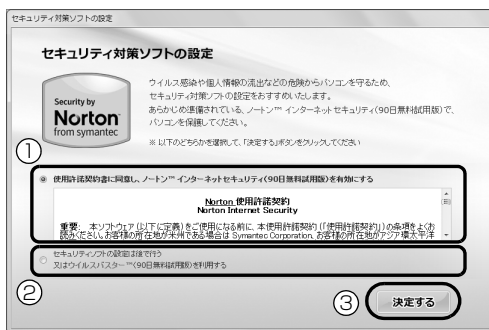 セキュリティ対策ソフトの設定
セキュリティ対策ソフトの設定
Security by
Norton
from symantec
ウイルス感染や個人情報の流出などの危険からパソコンを守るため、
セキュリティ対策ソフトの設定をおすすめいたします。
あらかじめ準備されている、ノートン™ インターネットセキュリティ(90日無料試用版)で、
パソコンを保護してください。
※ 以下のどちらかを選択して、「決定する」ボタンをクリックしてください
①
使用許諾契約書に同意し、ノートン™ インターネットセキュリティ(90日無料試用版)を有効にする
Norton 使用許諾契約
Norton Internet Security
重要: 本ソフトウェア(以下に定義)をご使用になる前に、本使用許諾契約(「使用許諾契約」)の条項をよくお
読みください。お客様の所在地が米州である場合は Symantec Corporation、お客様の所在地がアジア環太平洋
セキュリティソフトの設定は後で行う
又はウイルスバスター™(90日無料試用版)を利用する
②
③
決定する